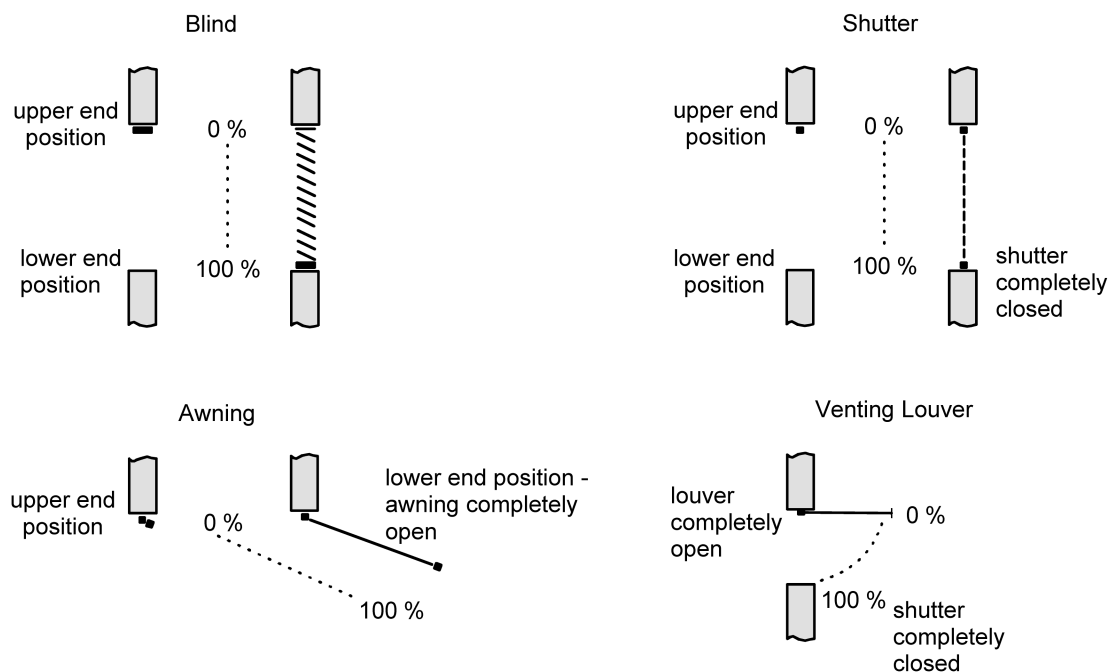 Blind
upper end
position
0 %
lower end
position
100 %
Shutter
upper end
position
0 %
lower end
position
100 %
shutter
completely
closed
Awning
upper end
position
0 %
lower end position -
awning completely
open
100 %
Venting Louver
louver
completely
open
0 %
100 %
shutter
completely
closed